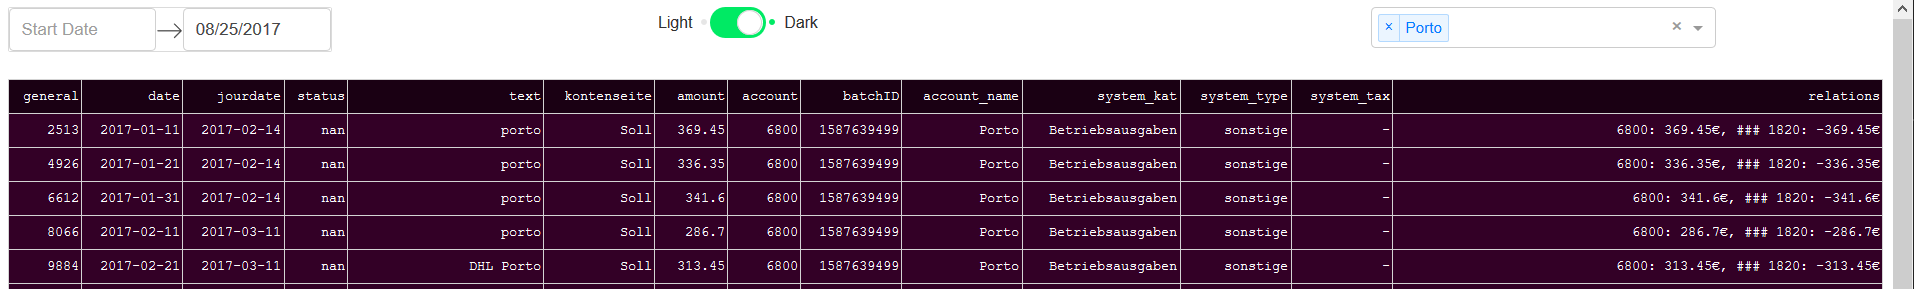 Start Date 08/25/2017 Light Dark × Porto ×
general date jourdate status text kontenseite amount account batchID account_name system_kat system_type system_tax relations
2513 2017-01-11 2017-02-14 nan porto Soll 369.45 6800 1587639499 Porto Betriebsausgaben sonstige - 6800: 369.45€, ### 1820: -369.45€
4926 2017-01-21 2017-02-14 nan porto Soll 336.35 6800 1587639499 Porto Betriebsausgaben sonstige - 6800: 336.35€, ### 1820: -336.35€
6612 2017-01-31 2017-02-14 nan porto Soll 341.6 6800 1587639499 Porto Betriebsausgaben sonstige - 6800: 341.6€, ### 1820: -341.6€
8066 2017-02-11 2017-03-11 nan porto Soll 286.7 6800 1587639499 Porto Betriebsausgaben sonstige - 6800: 286.7€, ### 1820: -286.7€
9884 2017-02-21 2017-03-11 nan DHL Porto Soll 313.45 6800 1587639499 Porto Betriebsausgaben sonstige - 6800: 313.45€, ### 1820: -313.45€